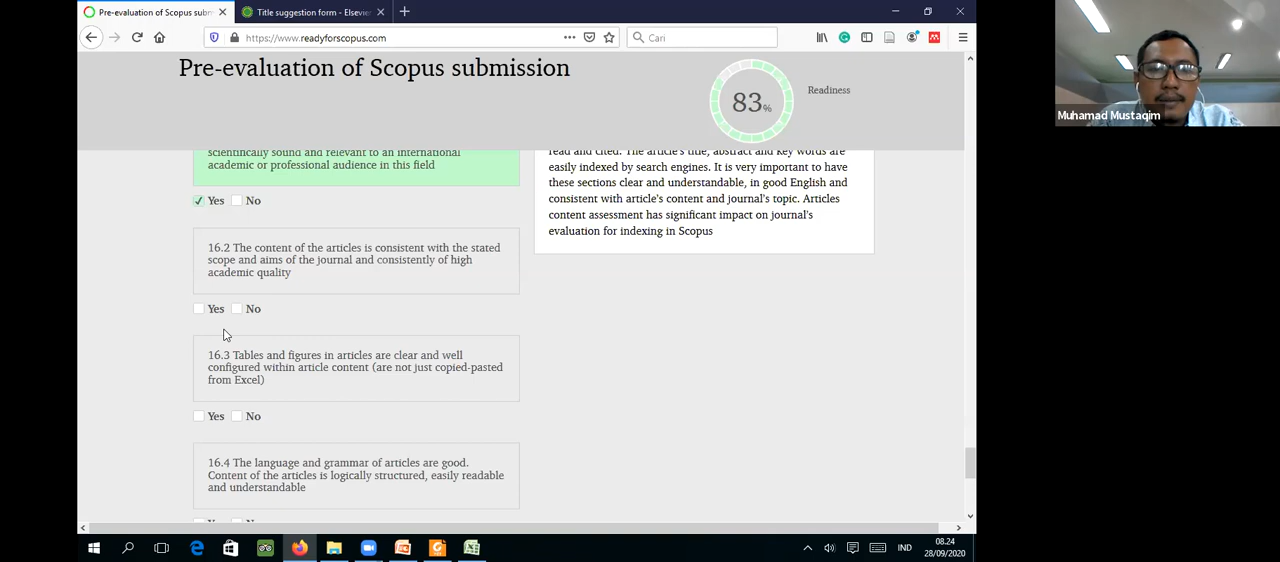 Pre-evaluation of Scopus subm
Title suggestion form - Elsevier
https://www.readyforscopus.com
Cari
Pre-evaluation of Scopus submission
83%
Readiness
scientifically sound and relevant to an international
academic or professional audience in this field
Yes No
read and cited. The article's title, abstract and key words are
easily indexed by search engines. It is very important to have
these sections clear and understandable, in good English and
consistent with article's content and journal's topic. Articles
content assessment has significant impact on journal's
evaluation for indexing in Scopus
16.2 The content of the articles is consistent with the stated
scope and aims of the journal and consistently of high
academic quality
Yes No
16.3 Tables and figures in articles are clear and well
configured within article content (are not just copied-pasted
from Excel)
Yes No
16.4 The language and grammar of articles are good.
Content of the articles is logically structured, easily readable
and understandable
Yes No
IND
08.24
28/09/2020
Muhamad Mustaqim